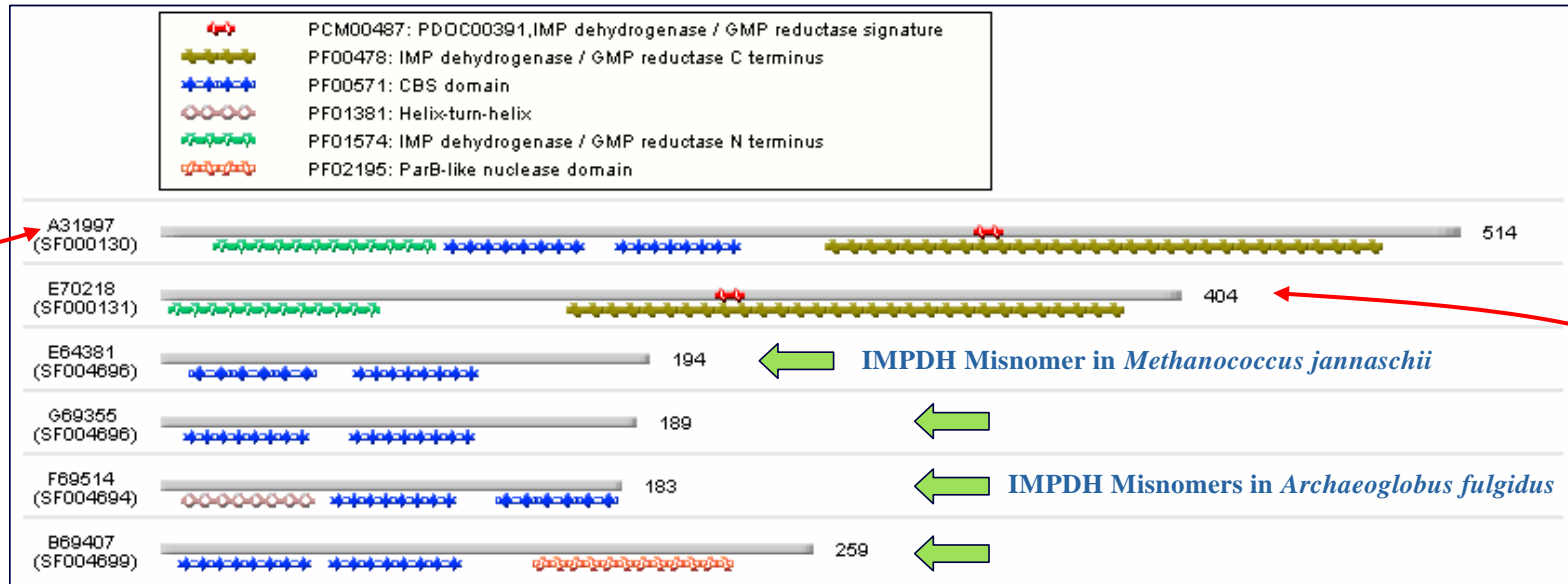 PCM00487: PDOC00391,IMP dehydrogenase / GMP reductase signature
PF00478: IMP dehydrogenase / GMP reductase C terminus
PF00571: CBS domain
PF01381: Helix-turn-helix
PF01574: IMP dehydrogenase / GMP reductase N terminus
PF02195: ParB-like nuclease domain
A31997
(SF000130)
514
E70218
(SF000131)
404
E64381
(SF004696)
194
IMPDH Misnomer in Methanococcus jannaschii
G69355
(SF004696)
189
F69514
(SF004694)
183
IMPDH Misnomers in Archaeoglobus fulgidus
B69407
(SF004699)
259